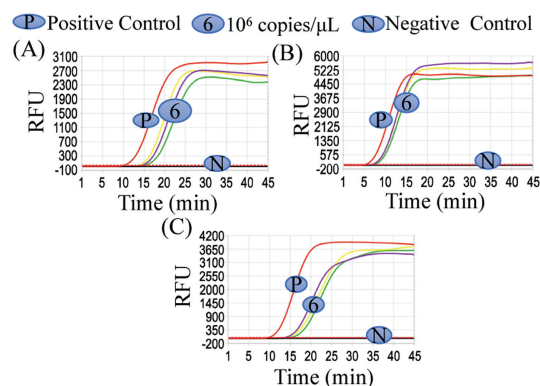 P Positive Control 6 10⁶ copies/μL N Negative Control
(A)
3100
2700
2300
1900
1500
1100
700
300
-100
RFU
P
6
N
1 5 10 15 20 25 30 35 40 45
Time (min)
(B)
6000
5225
4450
3675
2900
2125
1350
575
-200
RFU
P
6
N
1 5 10 15 20 25 30 35 40 45
Time (min)
(C)
4200
3650
3100
2550
2000
1450
900
350
-200
RFU
P
6
N
1 5 10 15 20 25 30 35 40 45
Time (min)